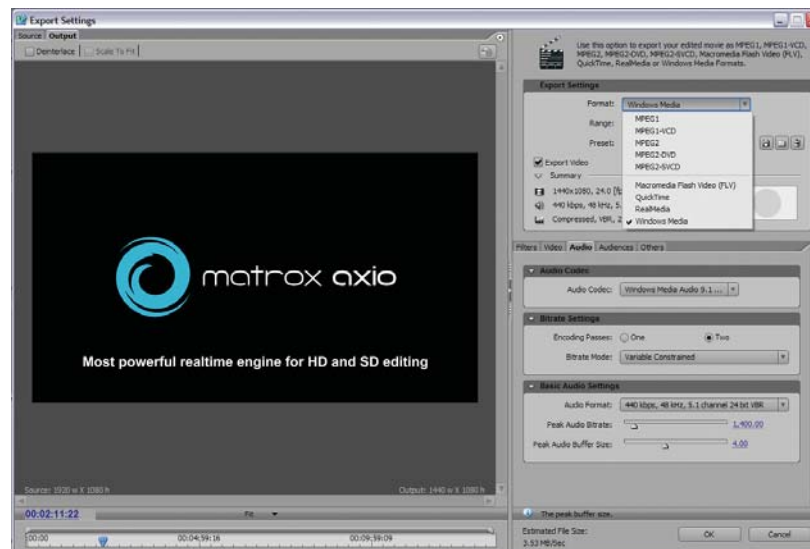 Export Settings
Source Output
Deinterlace Scale To Fit
matrox axio
Most powerful realtime engine for HD and SD editing
Source: 1920 w X 1080 h Output: 1440 w X 1080 h
00:02:11:22 Fit
00:00 00:04:59:16 00:09:59:09
Use this option to export your edited movie as MPEG1, MPEG1-VCD,
MPEG2, MPEG2-DVD, MPEG2-SVCD, Macromedia Flash Video (FLV),
QuickTime, RealMedia or Windows Media Formats.
Export Settings
Format: Windows Media
MPEG1
Range:
MPEG1-VCD
Preset:
MPEG2
MPEG2-DVD
Export Video
MPEG2-SVCD
Summary
Macromedia Flash Video (FLV)
1440x1080, 24.0
QuickTime
440 kbps, 48 kHz, 5.
RealMedia
Compressed, VBR, 2
Windows Media
Filters Video Audio Audiences Others
Audio Codec
Audio Codec: Windows Media Audio 9.1 ...
Bitrate Settings
Encoding Passes: One Two
Bitrate Mode: Variable Constrained
Basic Audio Settings
Audio Format: 440 kbps, 48 kHz, 5.1 channel 24 bit VBR
Peak Audio Bitrate: 1,400.00
Peak Audio Buffer Size: 4.00
The peak buffer size.
Estimated File Size:
2.53 MB/Sec
OK Cancel